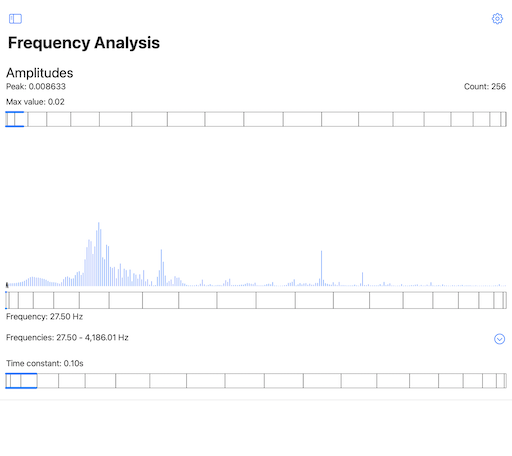 Frequency Analysis
Amplitudes
Peak: 0.008633
Count: 256
Max value: 0.02
Frequency: 27.50 Hz
Frequencies: 27.50 - 4,186.01 Hz
Time constant: 0.10s